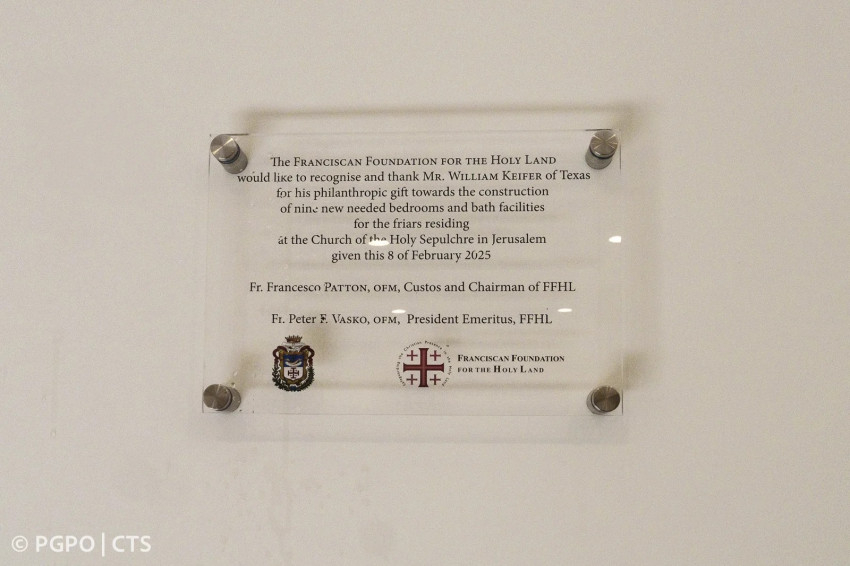 The Franciscan Foundation for the Holy Land
would like to recognise and thank Mr. William Keifer of Texas
for his philanthropic gift towards the construction
of nine new needed bedrooms and bath facilities
for the friars residing
at the Church of the Holy Sepulchre in Jerusalem
given this 8 of February 2025
Fr. Francesco Patton, OFM, Custos and Chairman of FFHL
Fr. Peter F. Vasko, OFM, President Emeritus, FFHL
Franciscan Foundation
for the Holy Land
© PGPO | CTS